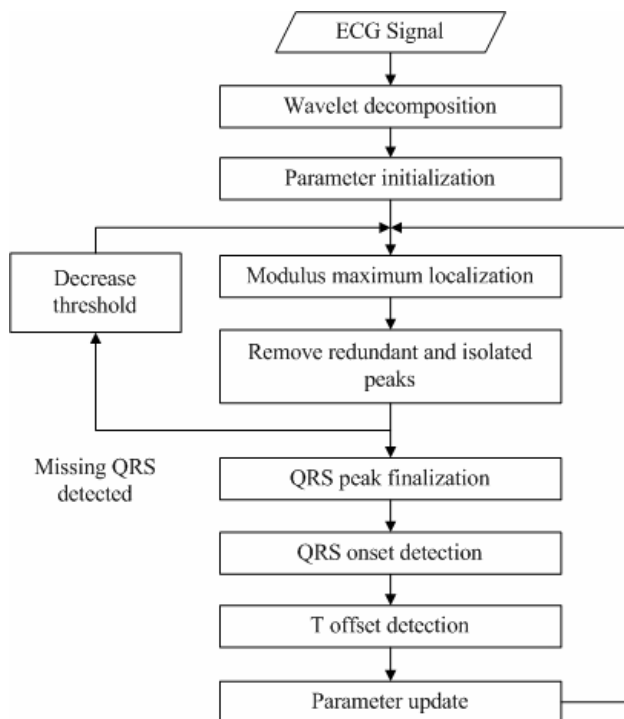 ECG Signal
Wavelet decomposition
Parameter initialization
Decrease
threshold
Modulus maximum localization
Remove redundant and isolated
peaks
Missing QRS
detected
QRS peak finalization
QRS onset detection
T offset detection
Parameter update